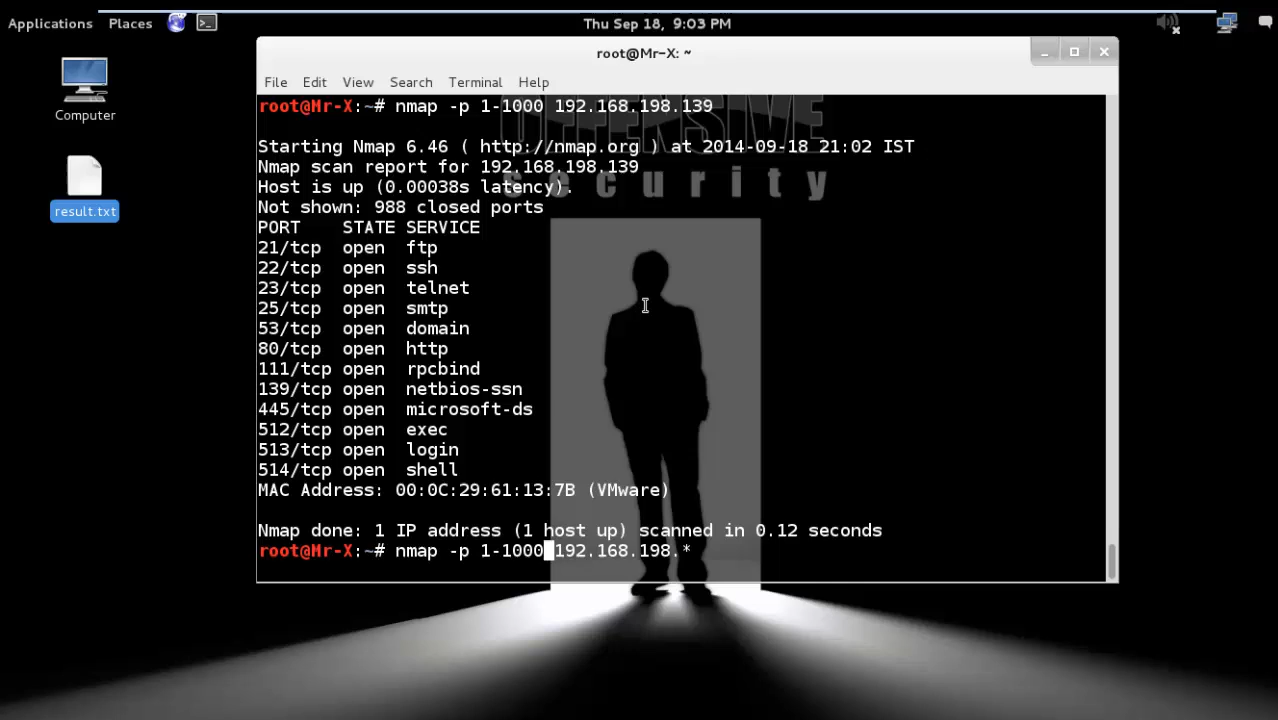 Applications Places Thu Sep 18, 9:03 PM
root@Mr-X: ~
File Edit View Search Terminal Help
Computer
result.txt
root@Mr-X:~# nmap -p 1-1000 192.168.198.139
OFFENSIVE
Starting Nmap 6.46 ( http://nmap.org ) at 2014-09-18 21:02 IST
Nmap scan report for 192.168.198.139
security
Host is up (0.00038s latency).
Not shown: 988 closed ports
PORT STATE SERVICE
21/tcp open ftp
22/tcp open ssh
23/tcp open telnet
25/tcp open smtp
53/tcp open domain
80/tcp open http
111/tcp open rpcbind
139/tcp open netbios-ssn
445/tcp open microsoft-ds
512/tcp open exec
513/tcp open login
514/tcp open shell
MAC Address: 00:0C:29:61:13:7B (VMware)
Nmap done: 1 IP address (1 host up) scanned in 0.12 seconds
root@Mr-X:~# nmap -p 1-1000 192.168.198.*